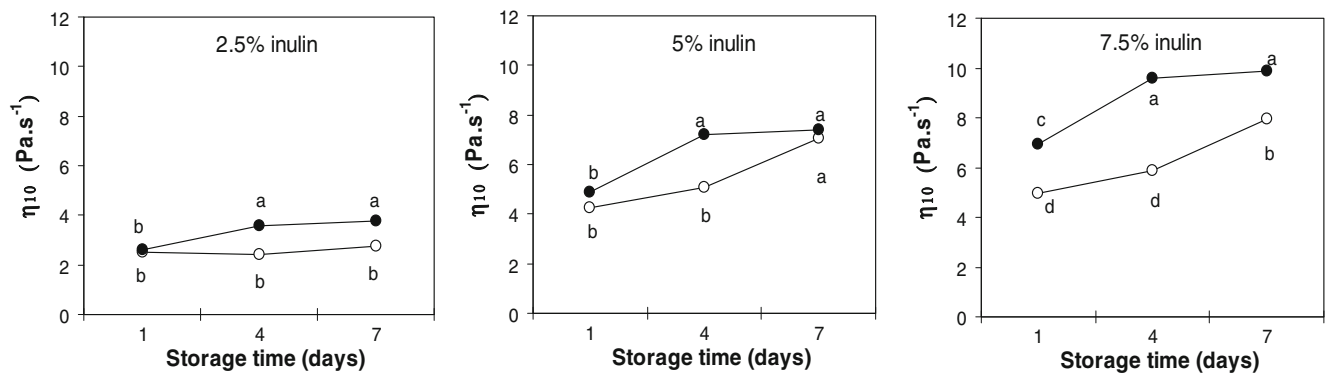 2.5% inulin
12
10
8
6
4
2
0
η10 (Pa.s-1)
b
a
a
b
b
b
1 4 7
Storage time (days)
5% inulin
12
10
8
6
4
2
0
η10 (Pa.s-1)
b
a
a
b
b
a
1 4 7
Storage time (days)
7.5% inulin
12
10
8
6
4
2
0
η10 (Pa.s-1)
c
a
a
d
d
b
1 4 7
Storage time (days)